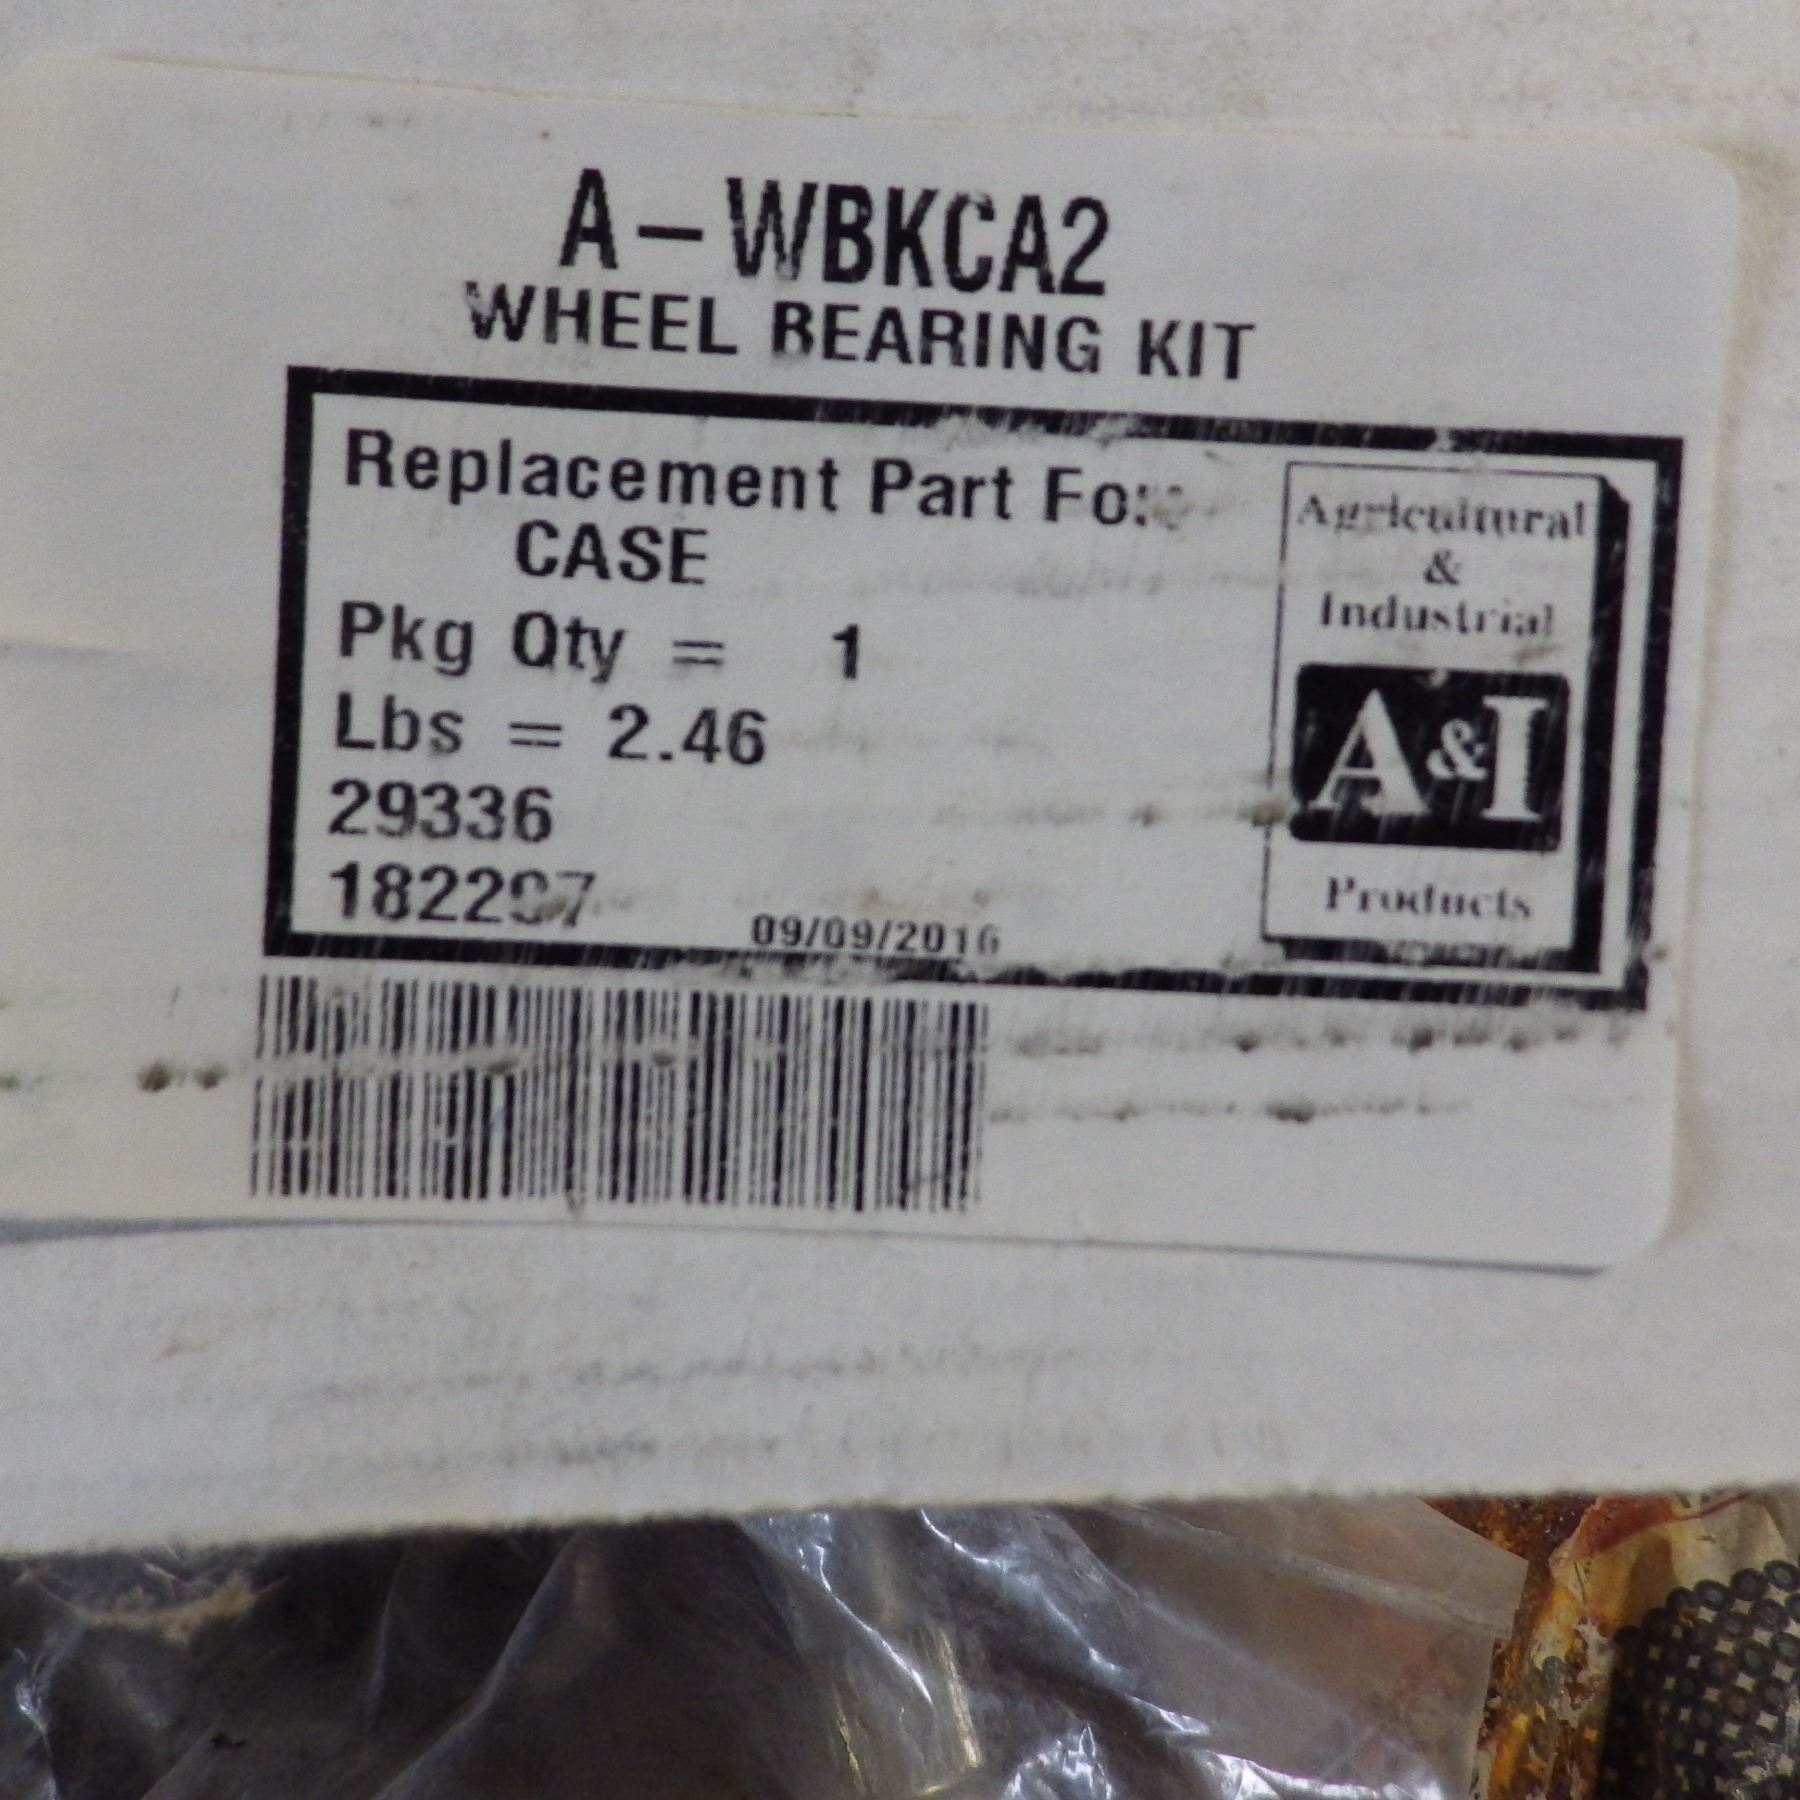 A-WBKCA2
WHEEL BEARING KIT
Replacement Part For:
CASE
Pkg Qty = 1
Lbs = 2.46
29336
09/09/2016
Agricultural
&
Industrial
A&I
Products